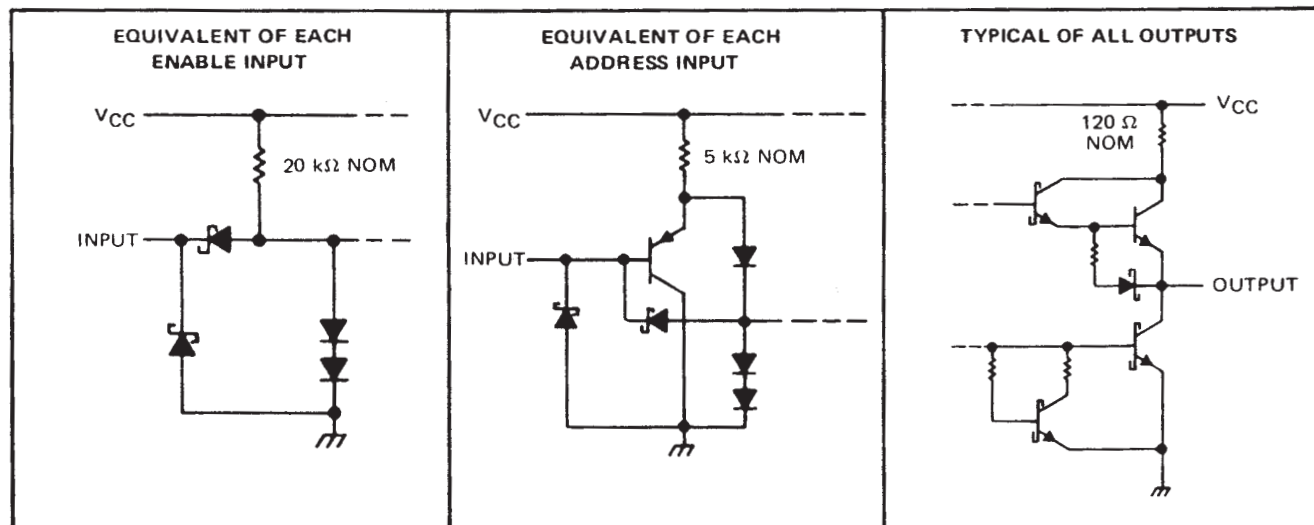 EQUIVALENT OF EACH
ENABLE INPUT
VCC
20 kΩ NOM
INPUT
EQUIVALENT OF EACH
ADDRESS INPUT
VCC
5 kΩ NOM
INPUT
TYPICAL OF ALL OUTPUTS
VCC
120 Ω
NOM
OUTPUT